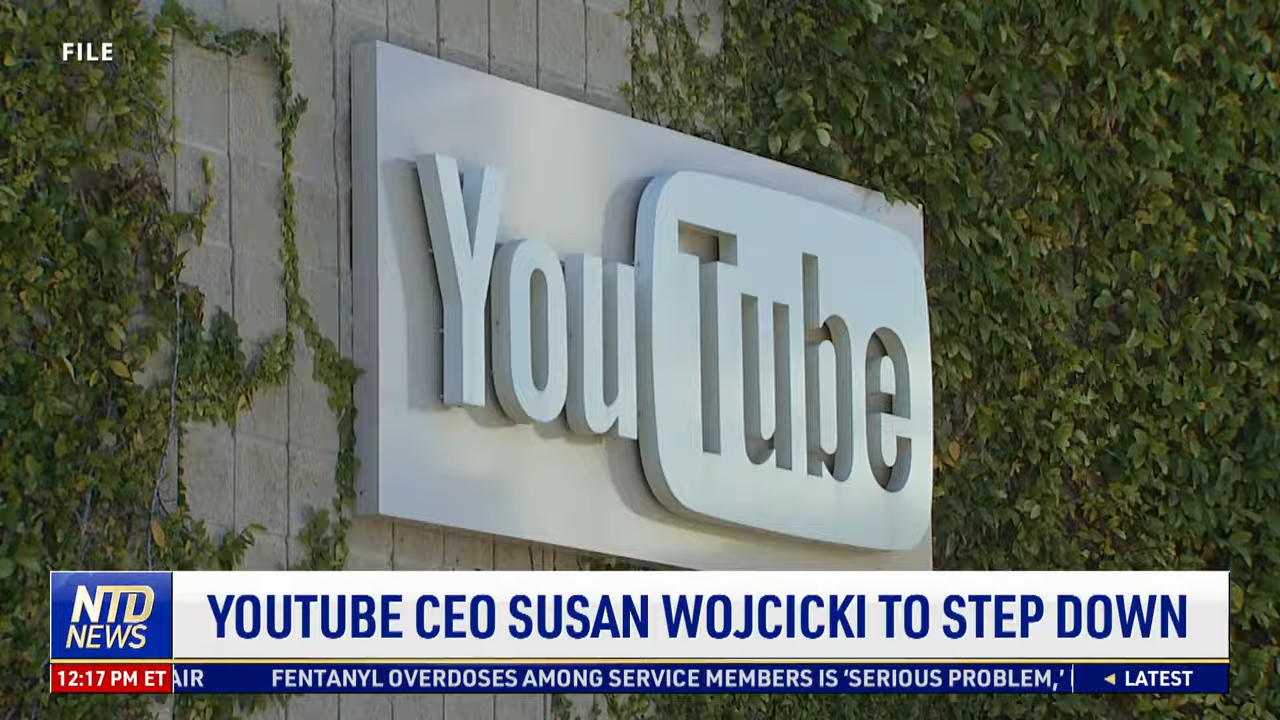 FILE
YouTube
NTD
NEWS
YOUTUBE CEO SUSAN WOJCICKI TO STEP DOWN
12:17 PM ET
AIR FENTANYL OVERDOSES AMONG SERVICE MEMBERS IS ‘SERIOUS PROBLEM,’
LATEST